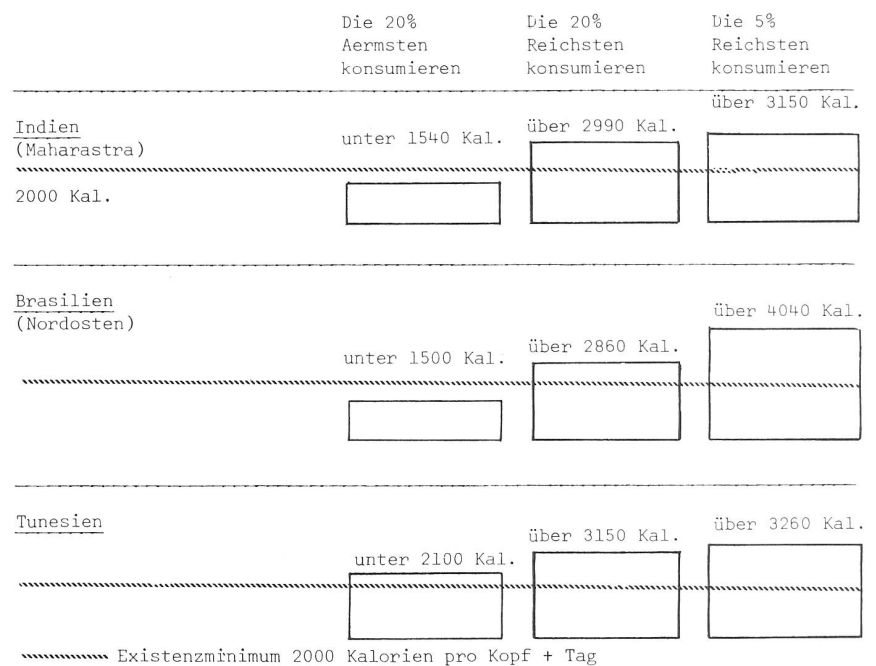 Die 20% Die 20% Die 5%
Aermsten Reichsten Reichsten
konsumieren konsumieren konsumieren
über 3150 Kal.
Indien unter 1540 Kal. über 2990 Kal.
(Maharastra)
2000 Kal.
Brasilien über 4040 Kal.
(Nordosten)
unter 1500 Kal. über 2860 Kal.
Tunesien über 3150 Kal. über 3260 Kal.
unter 2100 Kal.
Existenzminimum 2000 Kalorien pro Kopf + Tag